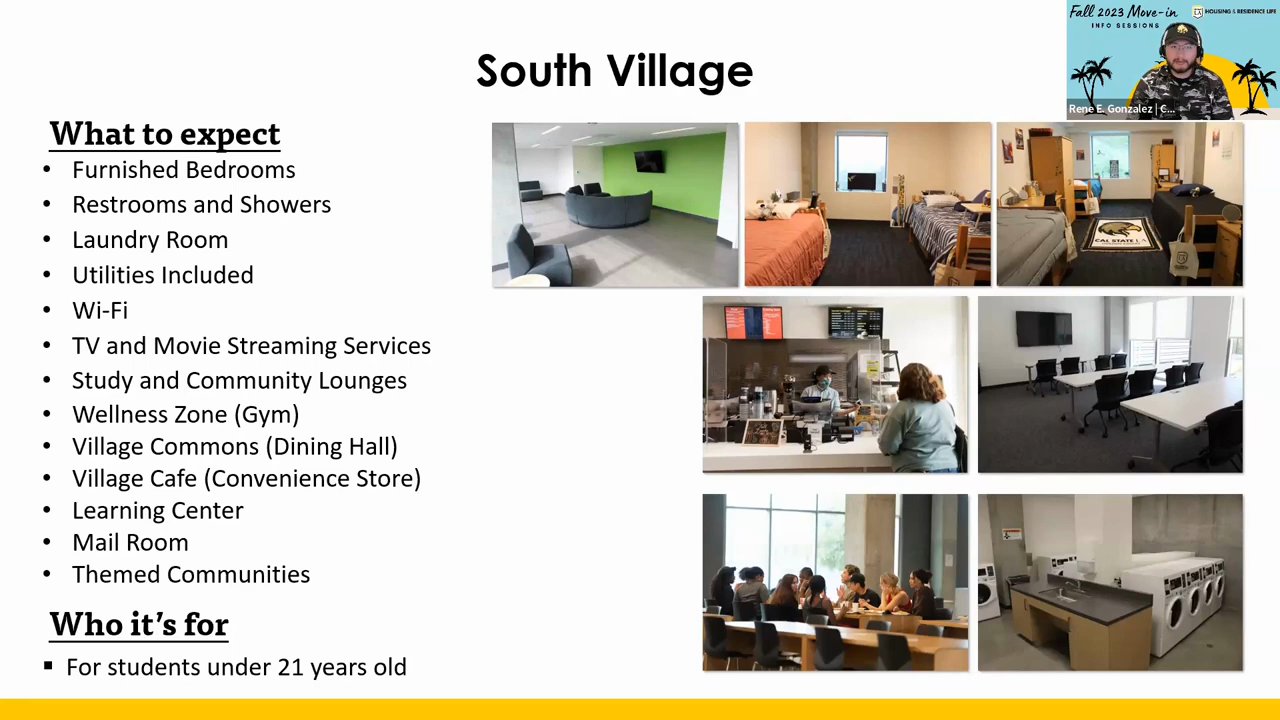 South Village
Fall 2023 Move-in
INFO SESSIONS
HOUSING & RESIDENCE LIFE
Rene E. Gonzalez | C...
What to expect
• Furnished Bedrooms
• Restrooms and Showers
• Laundry Room
• Utilities Included
• Wi-Fi
• TV and Movie Streaming Services
• Study and Community Lounges
• Wellness Zone (Gym)
• Village Commons (Dining Hall)
• Village Cafe (Convenience Store)
• Learning Center
• Mail Room
• Themed Communities
Who it's for
▪ For students under 21 years old
CAL STATE LA